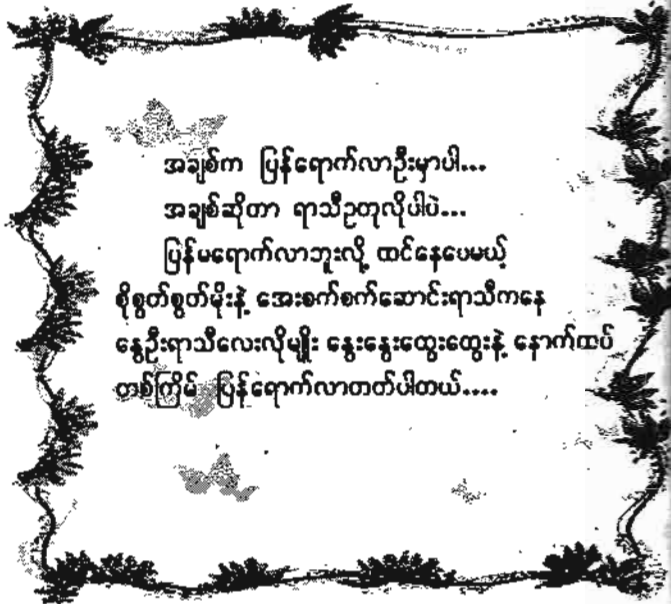 အချစ်က ပြန်ရောက်လာဦးမှာပါ...
အချစ်ဆိုတာ ရာသီဥတုလိုပါပဲ...
ပြန်မရောက်လာဘူးလို့ ထင်နေပေမယ့်
စိုစွတ်စွတ်မိုးနဲ့ အေးစက်စက်ဆောင်းရာသီကနေ
နွေဦးရာသီလေးလိုမျိုး နွေးနွေးထွေးထွေးနဲ့ နောက်ထပ်
တစ်ကြိမ် ပြန်ရောက်လာတတ်ပါတယ်....